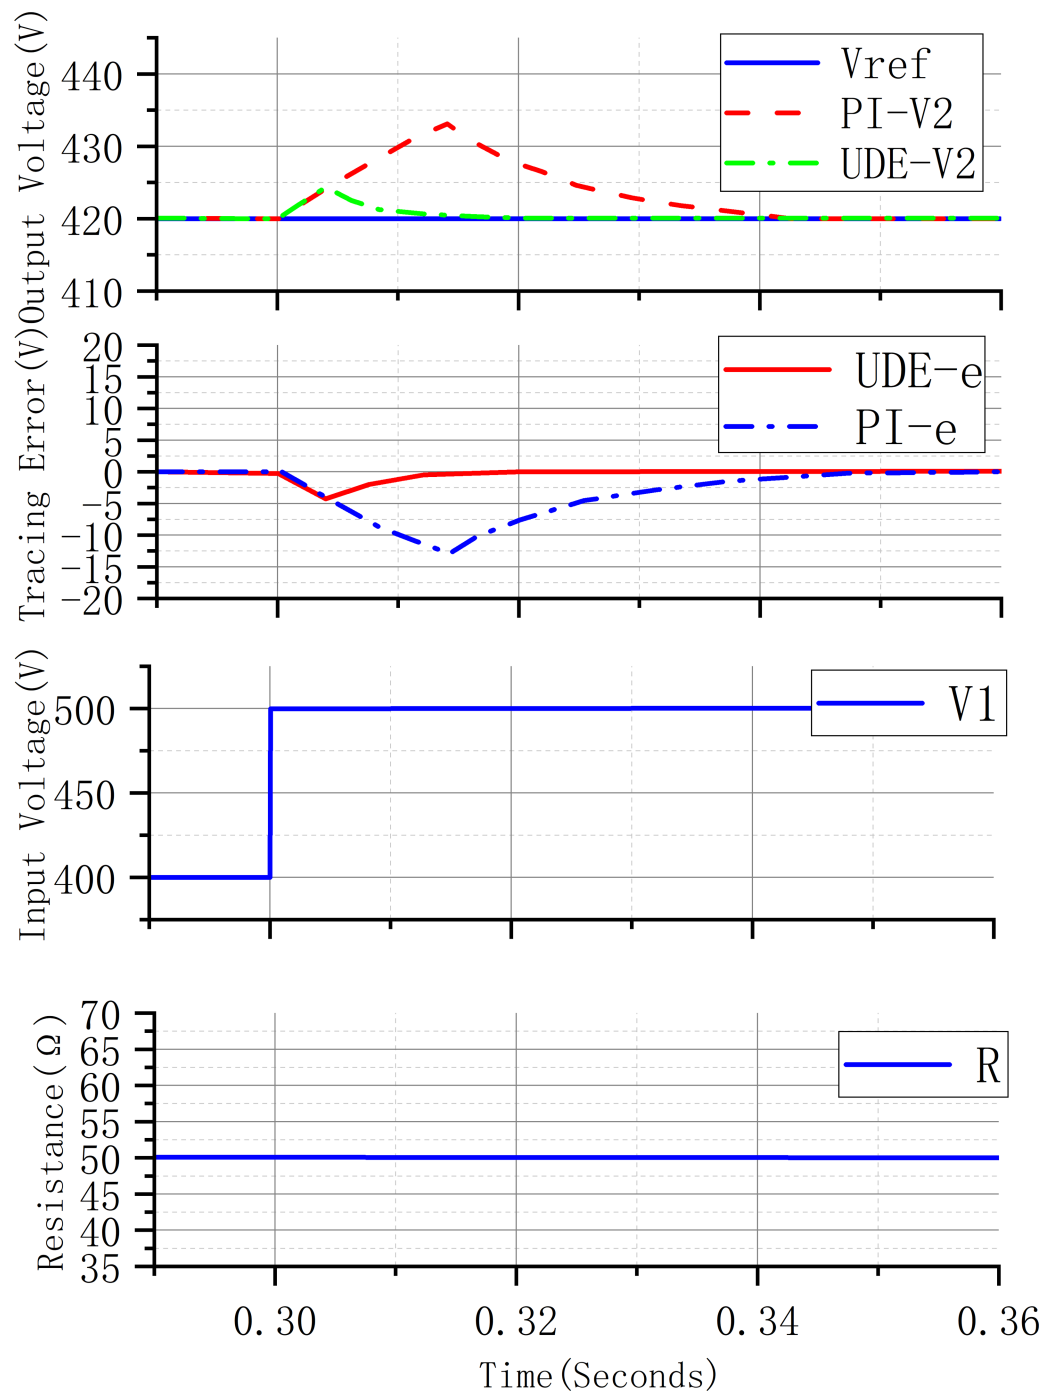 Output Voltage(V)
440
430
420
410
Vref
PI-V2
UDE-V2
Tracing Error(V)
20
15
10
5
0
-5
-10
-15
-20
UDE-e
PI-e
Input Voltage(V)
500
450
400
V1
Resistance(Ω)
70
65
60
55
50
45
40
35
R
0.30 0.32 0.34 0.36
Time(Seconds)